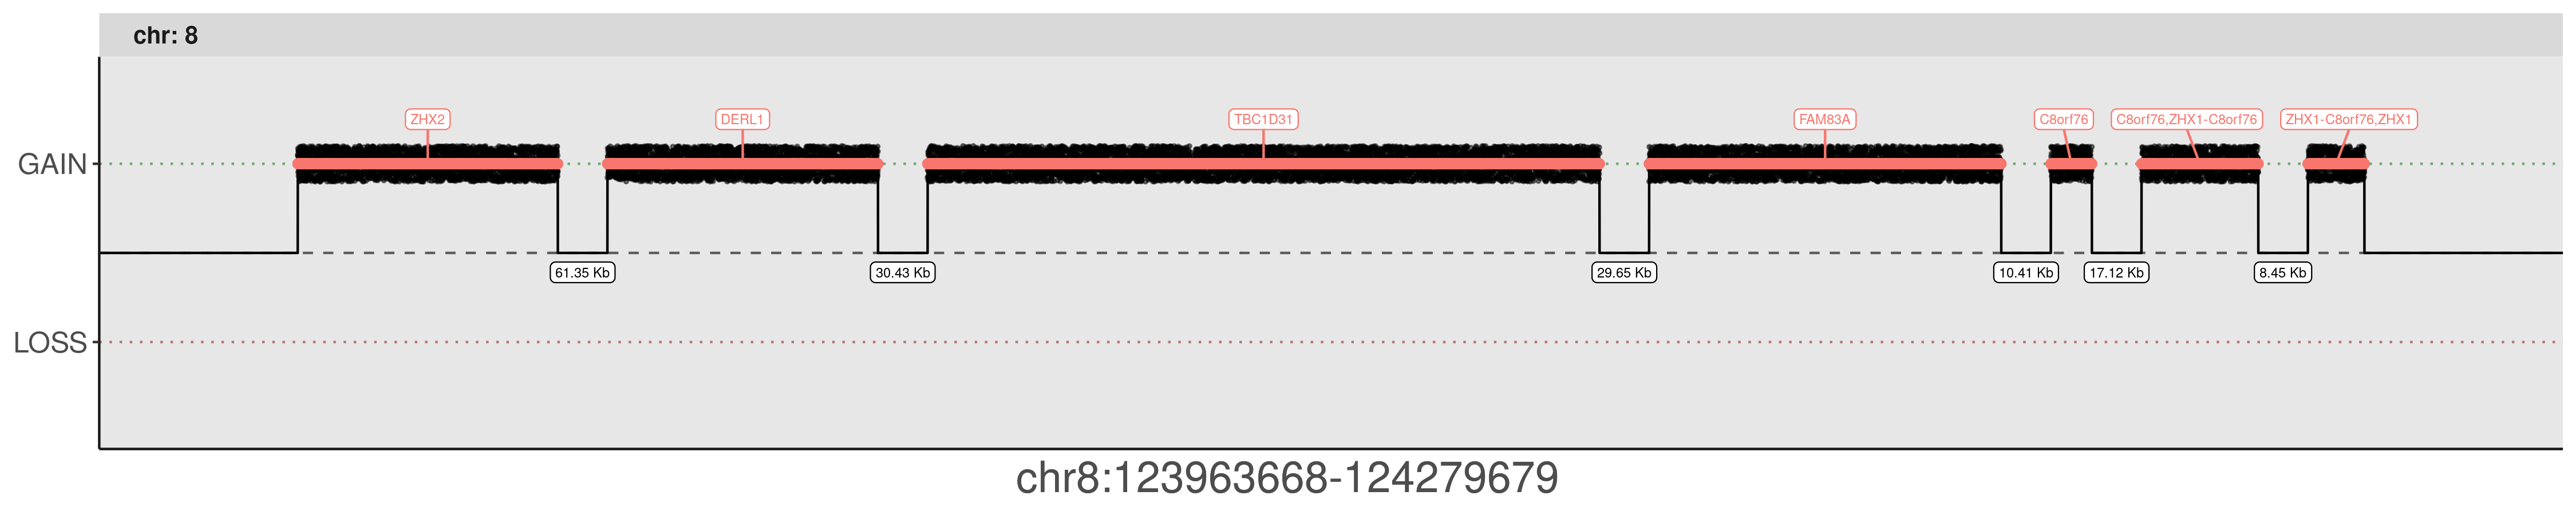 chr: 8
ZHX2
DERL1
TBC1D31
FAM83A
C8orf76
C8orf76,ZHX1-C8orf76
ZHX1-C8orf76,ZHX1
GAIN
61.35 Kb
30.43 Kb
29.65 Kb
10.41 Kb
17.12 Kb
8.45 Kb
LOSS
chr8:123963668-124279679